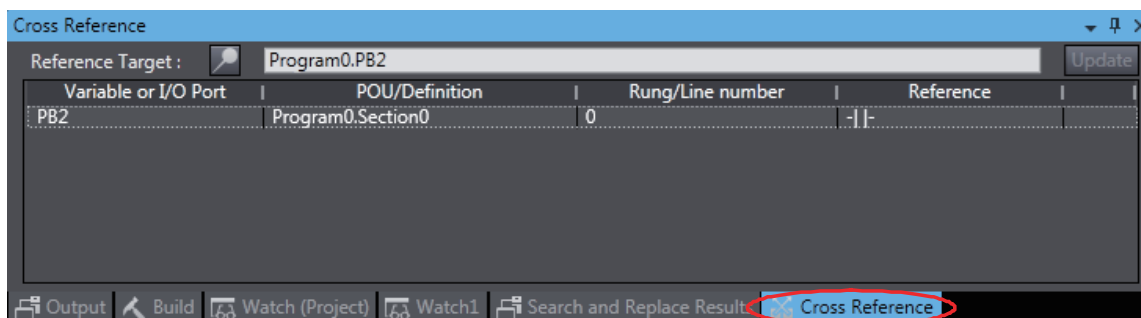 Cross Reference
Reference Target : Program0.PB2 Update
Variable or I/O Port POU/Definition Rung/Line number Reference
PB2 Program0.Section0 0 -| |-
Output Build Watch (Project) Watch1 Search and Replace Result Cross Reference